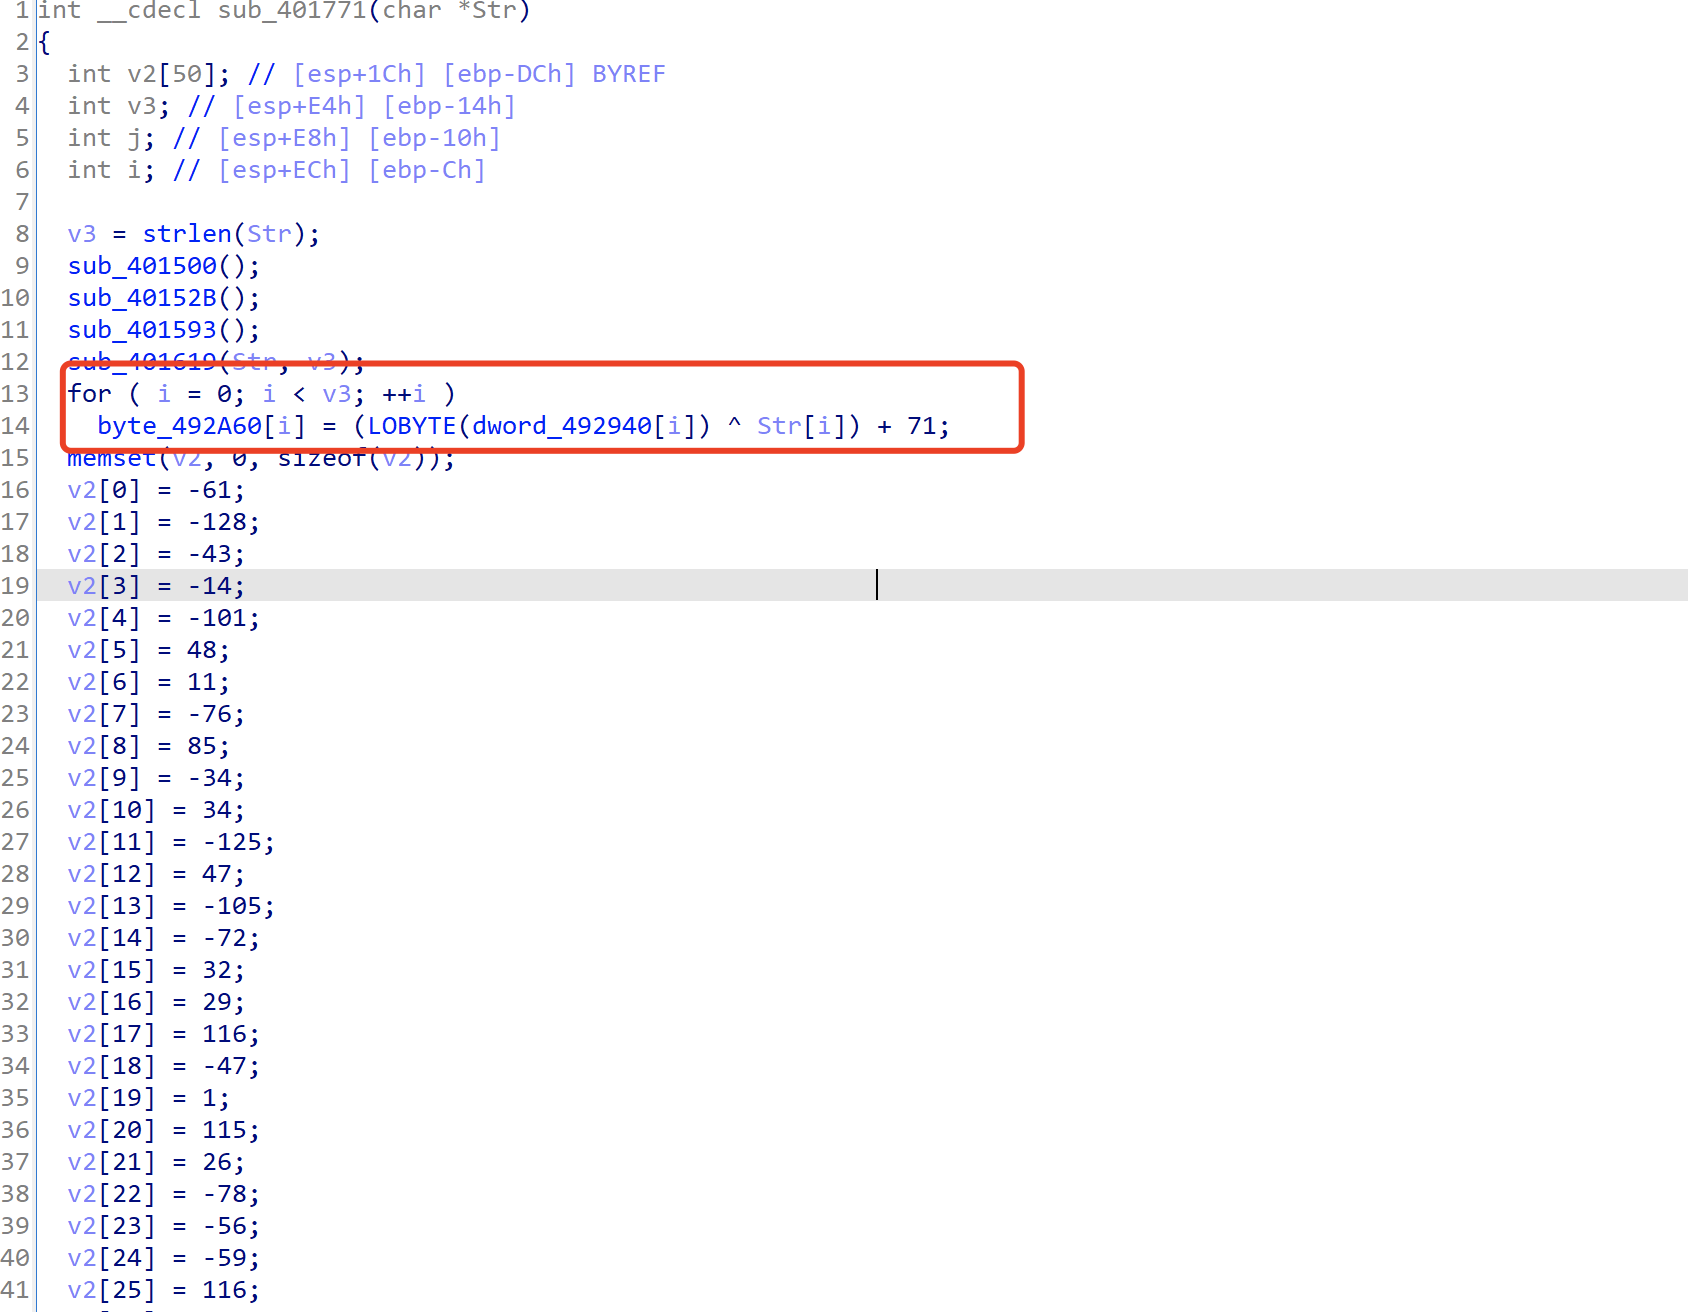 1 int __cdecl sub_401771(char *Str)
2 {
3 int v2[50]; // [esp+1Ch] [ebp-DCh] BYREF
4 int v3; // [esp+E4h] [ebp-14h]
5 int j; // [esp+E8h] [ebp-10h]
6 int i; // [esp+ECh] [ebp-Ch]
7
8 v3 = strlen(Str);
9 sub_401500();
10 sub_40152B();
11 sub_401593();
12 sub_401619(Str, v3);
13 for ( i = 0; i < v3; ++i )
14 byte_492A60[i] = (LOBYTE(dword_492940[i]) ^ Str[i]) + 71;
15 memset(v2, 0, sizeof(v2));
16 v2[0] = -61;
17 v2[1] = -128;
18 v2[2] = -43;
19 v2[3] = -14;
20 v2[4] = -101;
21 v2[5] = 48;
22 v2[6] = 11;
23 v2[7] = -76;
24 v2[8] = 85;
25 v2[9] = -34;
26 v2[10] = 34;
27 v2[11] = -125;
28 v2[12] = 47;
29 v2[13] = -105;
30 v2[14] = -72;
31 v2[15] = 32;
32 v2[16] = 29;
33 v2[17] = 116;
34 v2[18] = -47;
35 v2[19] = 1;
36 v2[20] = 115;
37 v2[21] = 26;
38 v2[22] = -78;
39 v2[23] = -56;
40 v2[24] = -59;
41 v2[25] = 116;